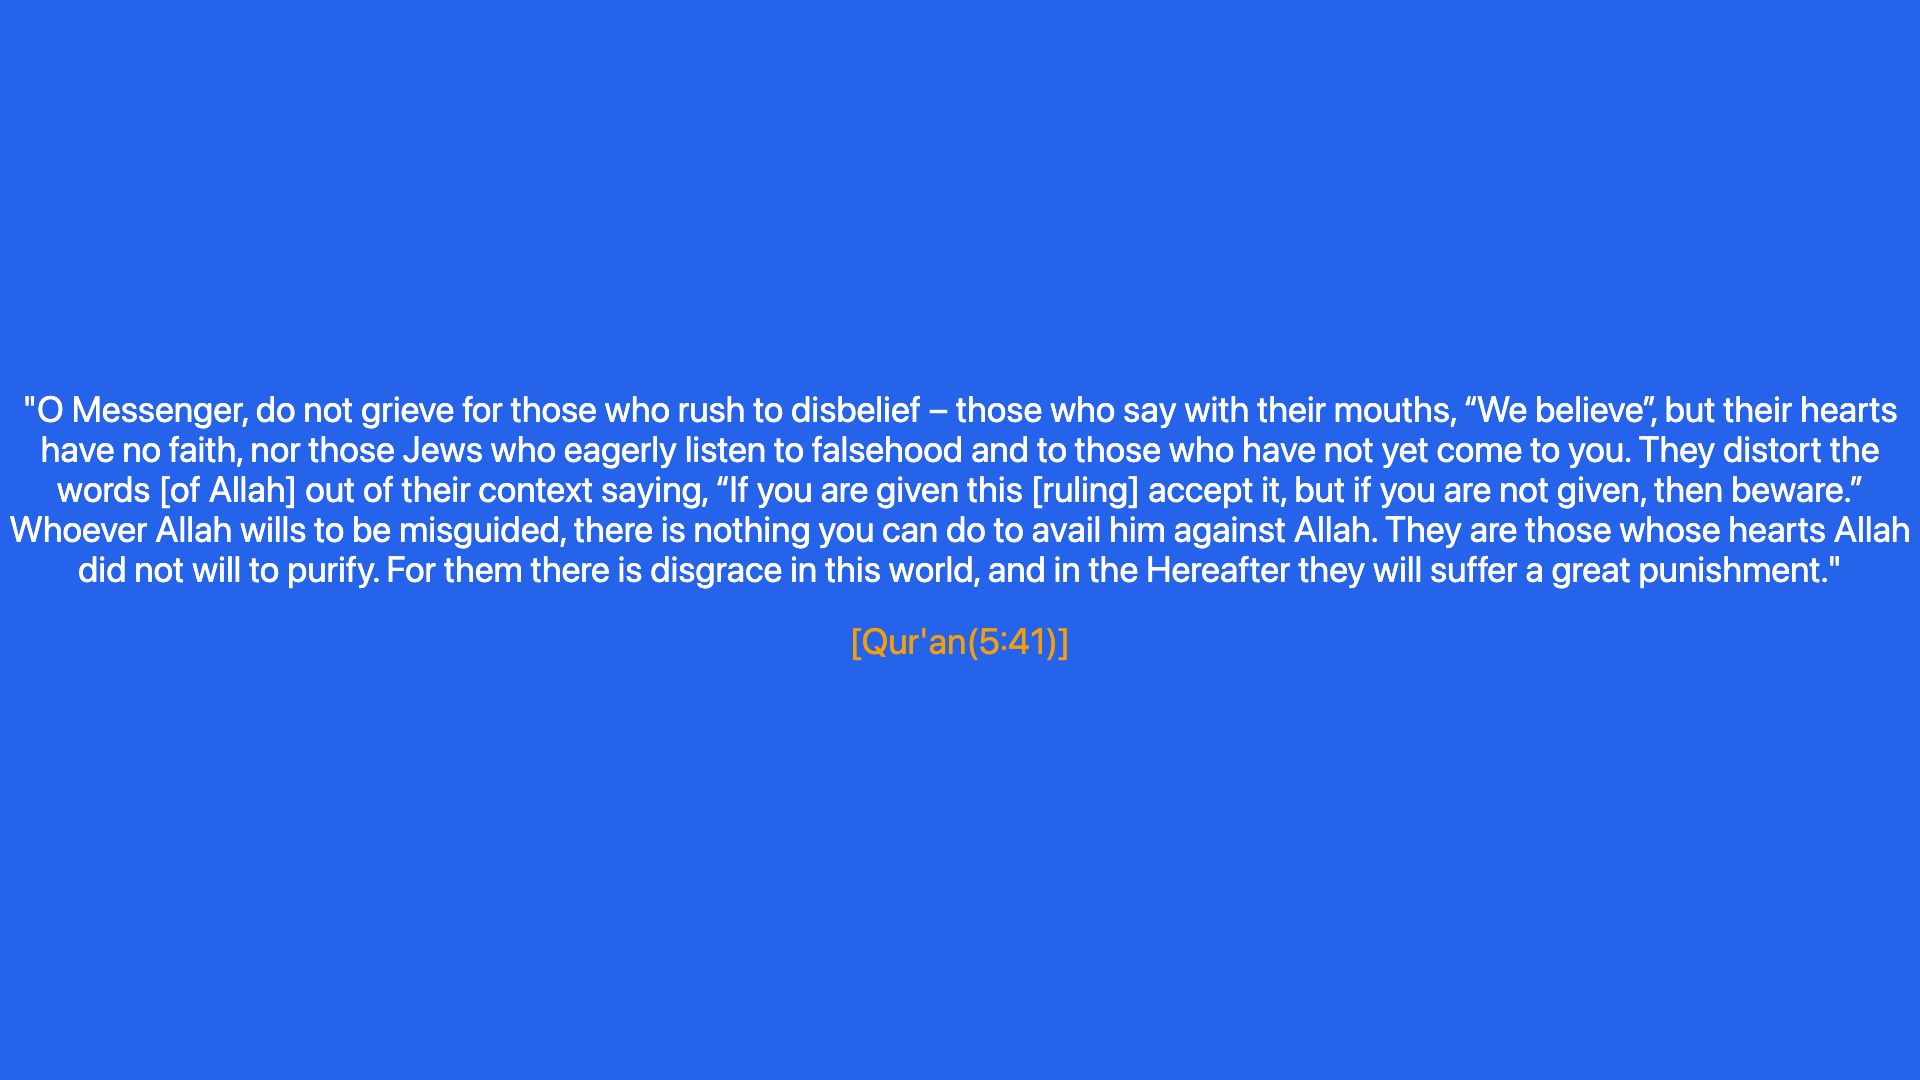 "O Messenger, do not grieve for those who rush to disbelief – those who say with their mouths, “We believe”, but their hearts
have no faith, nor those Jews who eagerly listen to falsehood and to those who have not yet come to you. They distort the
words [of Allah] out of their context saying, “If you are given this [ruling] accept it, but if you are not given, then beware.”
Whoever Allah wills to be misguided, there is nothing you can do to avail him against Allah. They are those whose hearts Allah
did not will to purify. For them there is disgrace in this world, and in the Hereafter they will suffer a great punishment."
[Qur'an(5:41)]